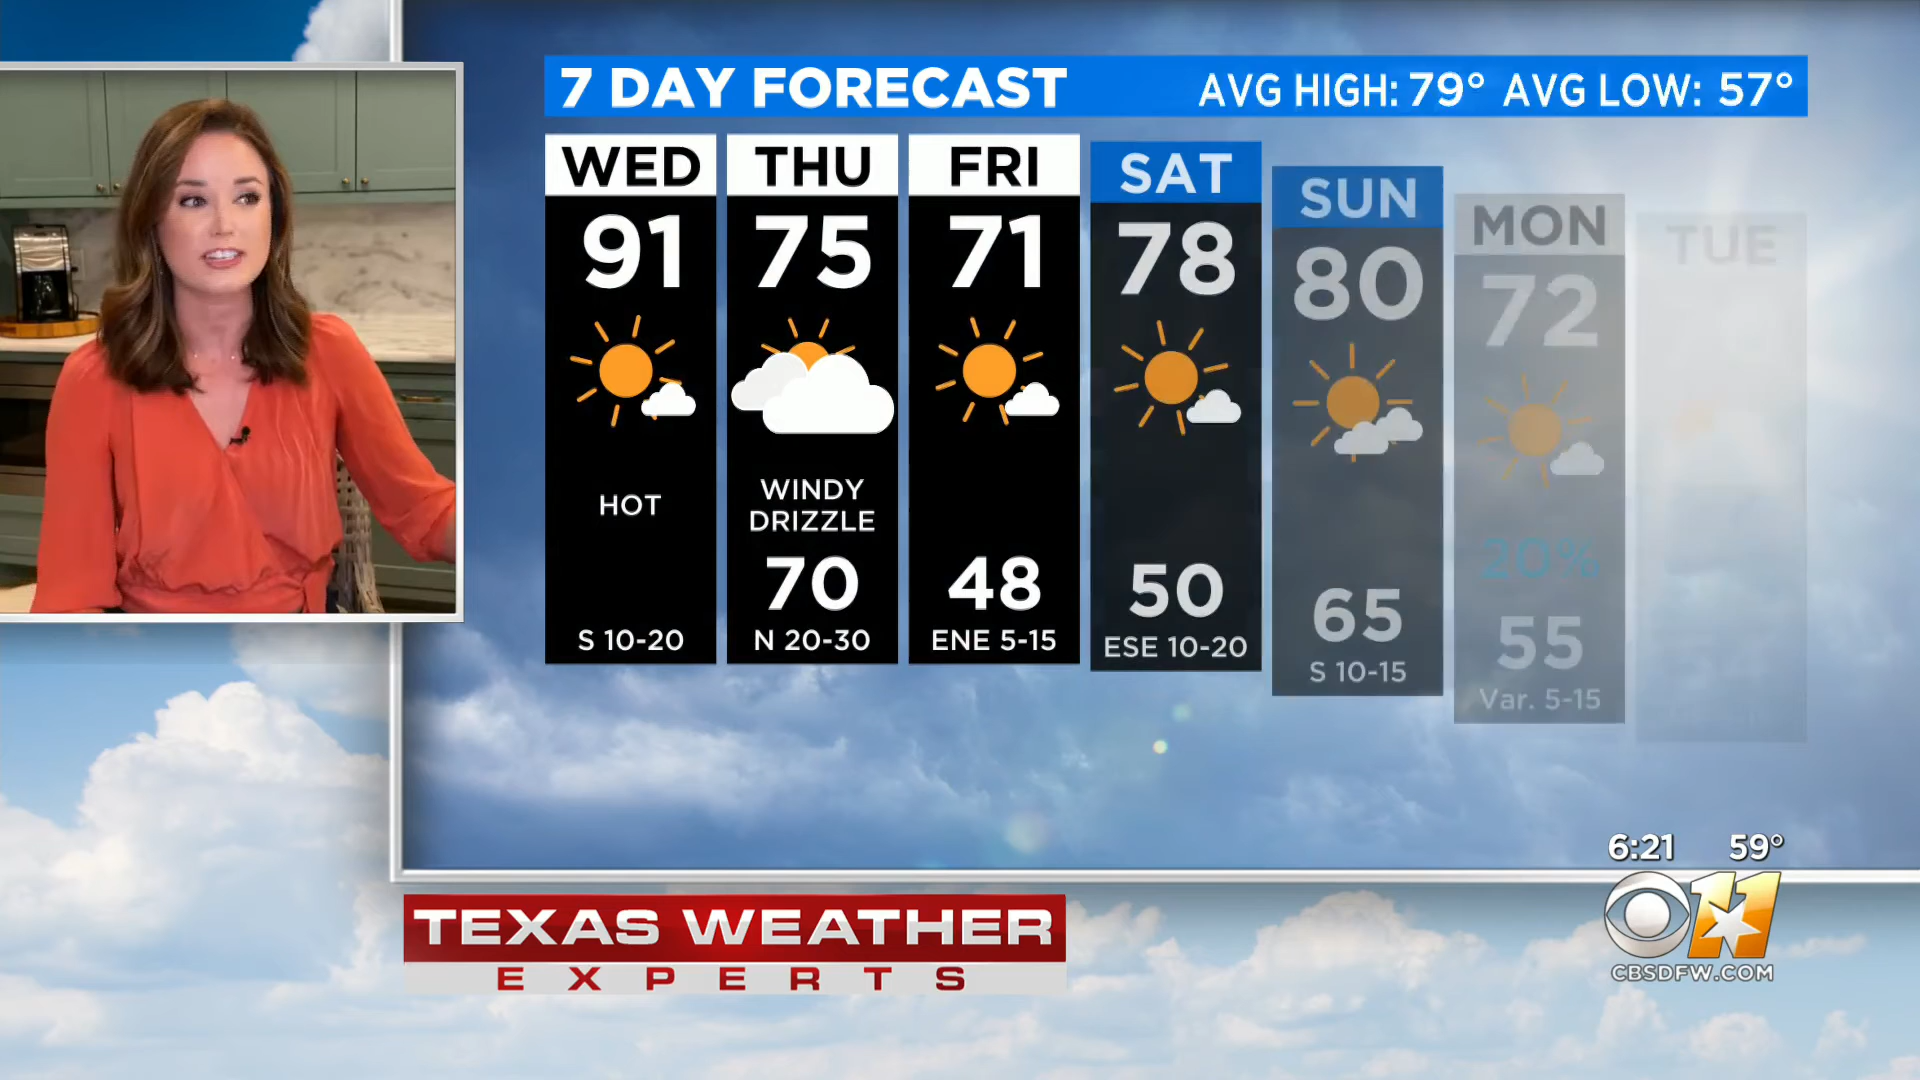 7 DAY FORECAST
AVG HIGH: 79° AVG LOW: 57°
WED
91
HOT
S 10-20
THU
75
WINDY
DRIZZLE
70
N 20-30
FRI
71
48
ENE 5-15
SAT
78
50
ESE 10-20
SUN
80
65
S 10-15
MON
72
20%
55
Var. 5-15
TUE
6:21 59°
11
CBSDFW.COM
TEXAS WEATHER
EXPERTS